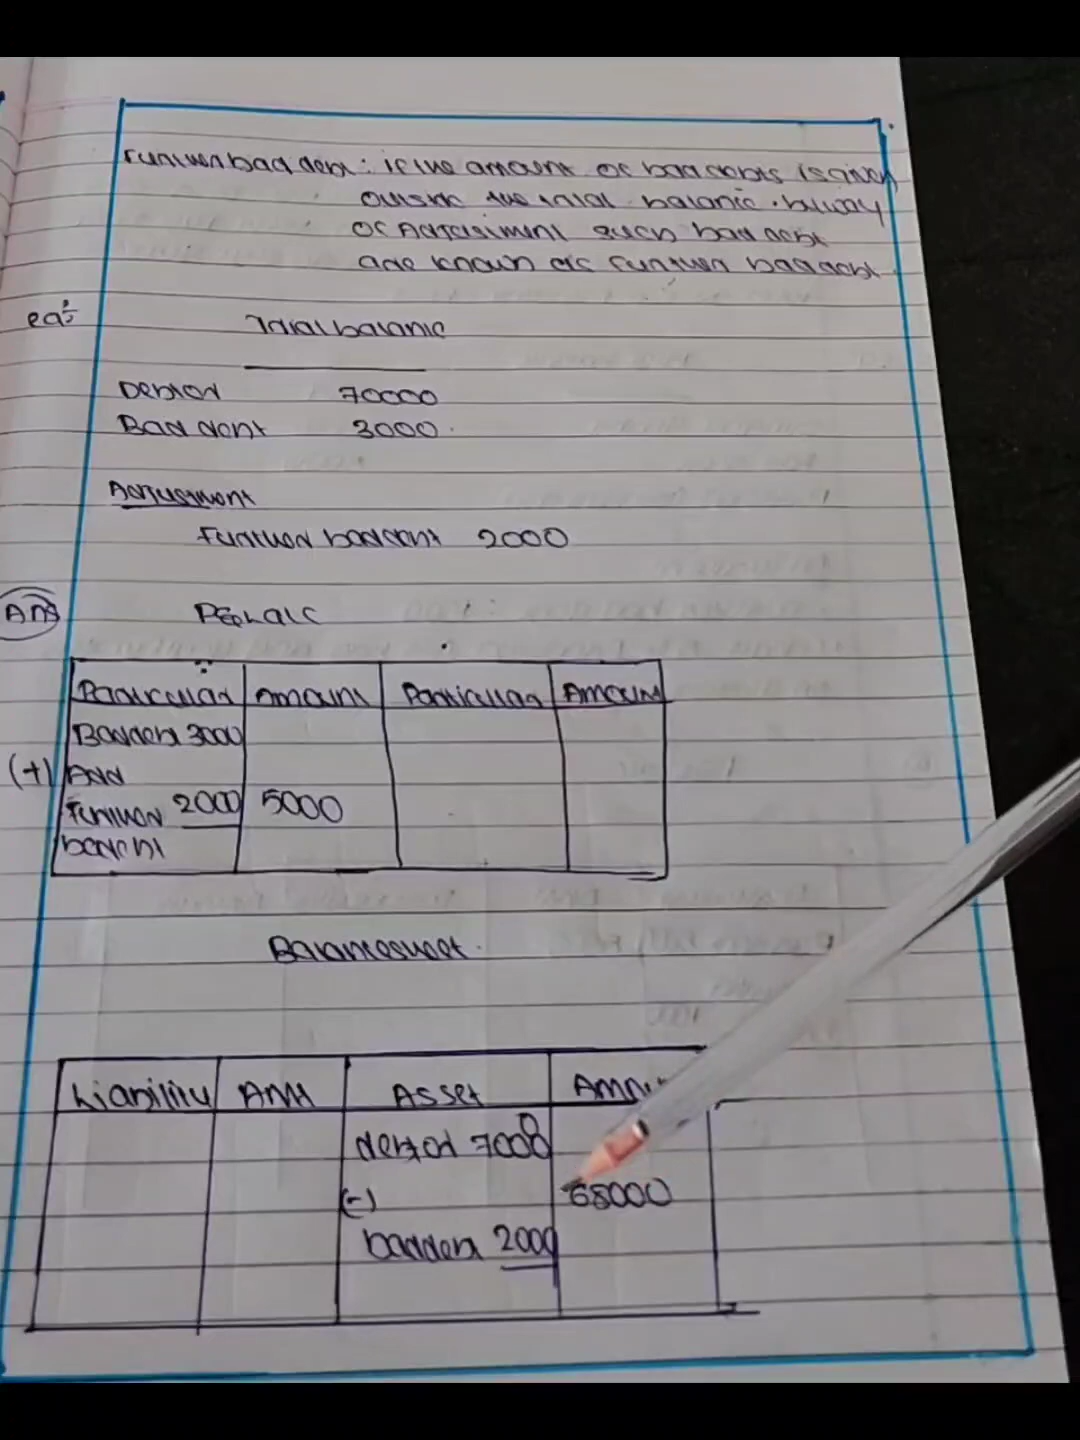 Further bad debt : if the amount of bad debts is given
outside the trial balance . by way
of Adjustment such bad debt
are known as further bad debt
eg:-
Trial balance
Debtor 70000
Bad debt 3000.
Adjustment
Further bad debt 2000
Ans
P&L a/c
Particular Amount Particular Amount
Bad debt 3000
(+) Add
Further 2000 5000
bad debt
Balance sheet.
Liability Amt Asset
debtor 70000
(-) 68000
bad debt 2000